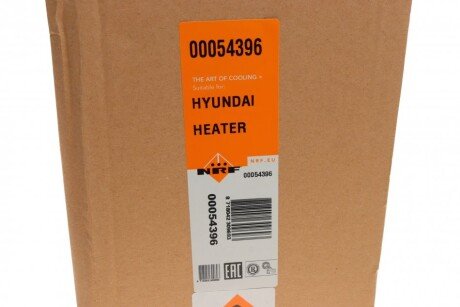 00054396
THE ART OF COOLING
Suitable for:
HYUNDAI
HEATER
NRF
NRF.EU
00054396
00054396
EAC